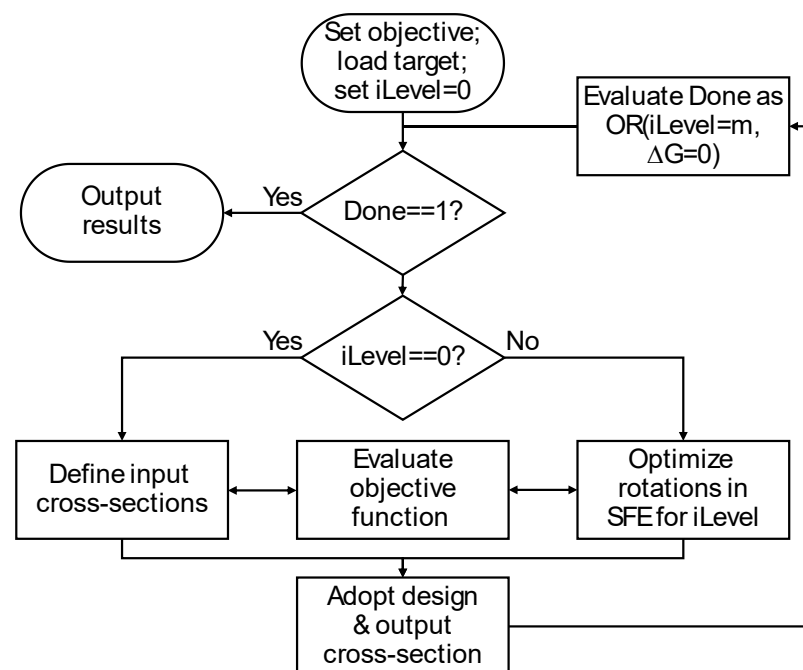 Set objective;
load target;
set iLevel=0
Evaluate Done as
OR(iLevel=m,
ΔG=0)
Output
results
Yes
Done==1?
Yes
iLevel==0?
No
Define input
cross-sections
Evaluate
objective
function
Optimize
rotations in
SFE for iLevel
Adopt design
& output
cross-section